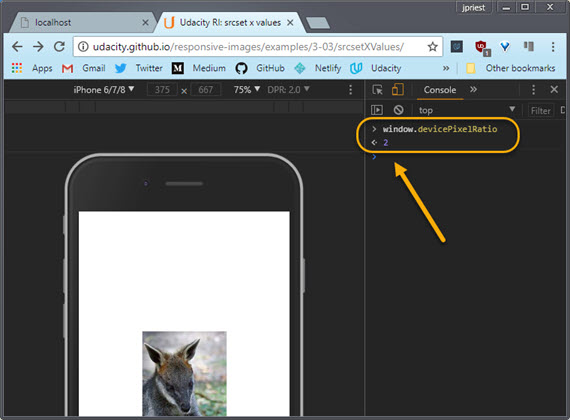 jpriest
localhost
Udacity RI: srcset x values
udacity.github.io/responsive-images/examples/3-03/srcsetXValues/
Apps Gmail Twitter Medium GitHub Netlify Udacity » Other bookmarks
iPhone 6/7/8 ▼ 375 × 667 75% ▼ DPR: 2.0 ▼ Console »
top ▼ Filter
> window.devicePixelRatio
2
>